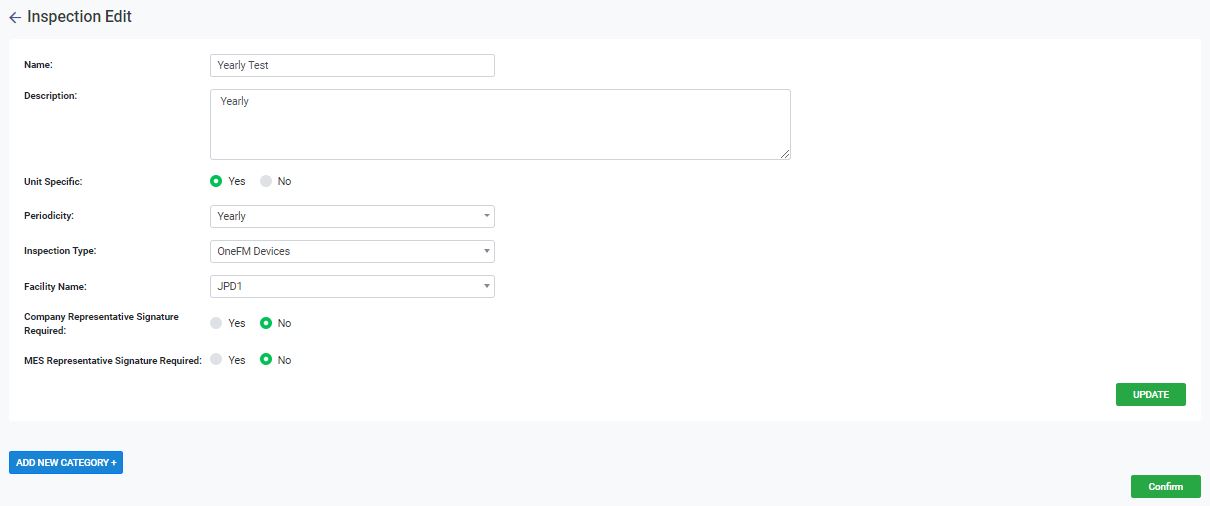 Inspection Edit
Name:
Yearly Test
Description:
Yearly
Unit Specific:
Yes No
Periodicity:
Yearly
Inspection Type:
OneFM Devices
Facility Name:
JPD1
Company Representative Signature
Required:
Yes No
MES Representative Signature Required:
Yes No
UPDATE
ADD NEW CATEGORY +
Confirm